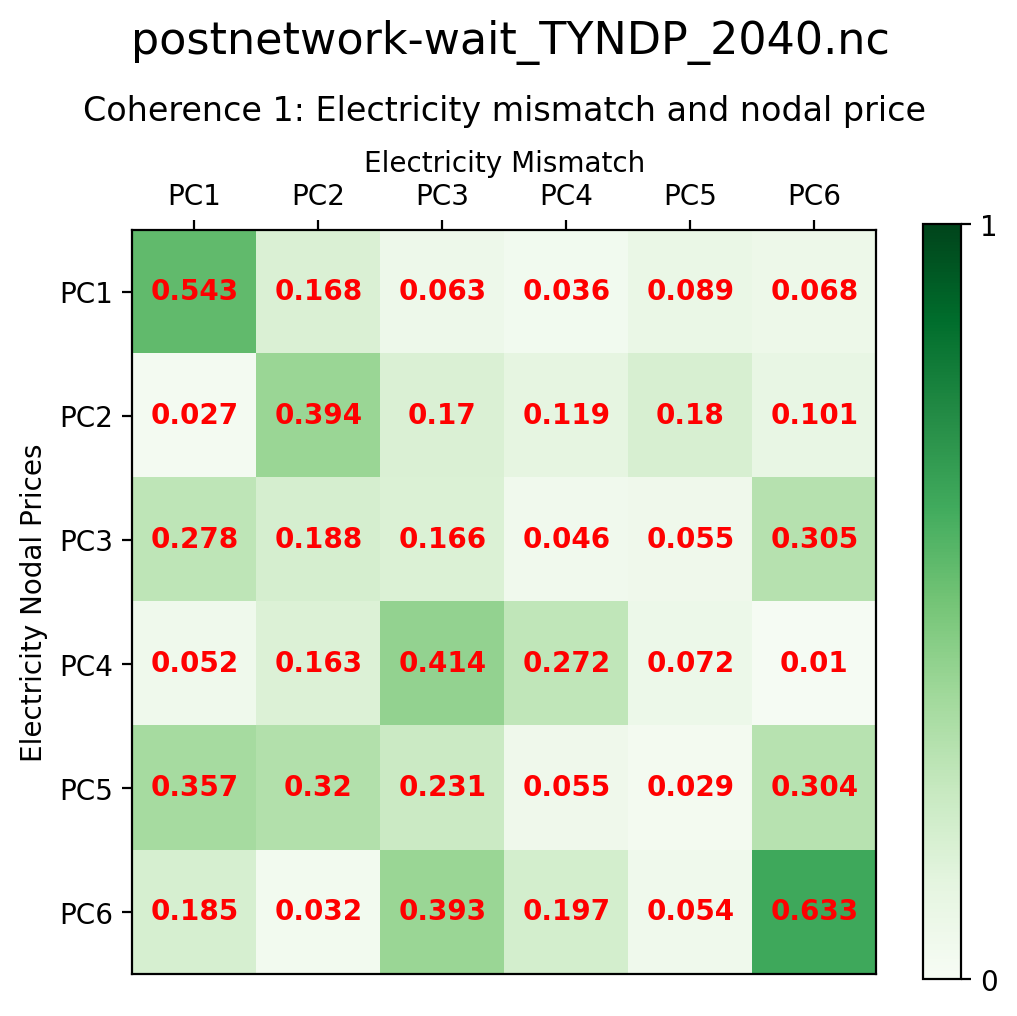 postnetwork-wait_TYNDP_2040.nc
Coherence 1: Electricity mismatch and nodal price
Electricity Mismatch
PC1 PC2 PC3 PC4 PC5 PC6
1
PC1 0.543 0.168 0.063 0.036 0.089 0.068
PC2 0.027 0.394 0.17 0.119 0.18 0.101
PC3 0.278 0.188 0.166 0.046 0.055 0.305
Electricity Nodal Prices
PC4 0.052 0.163 0.414 0.272 0.072 0.01
PC5 0.357 0.32 0.231 0.055 0.029 0.304
PC6 0.185 0.032 0.393 0.197 0.054 0.633
0